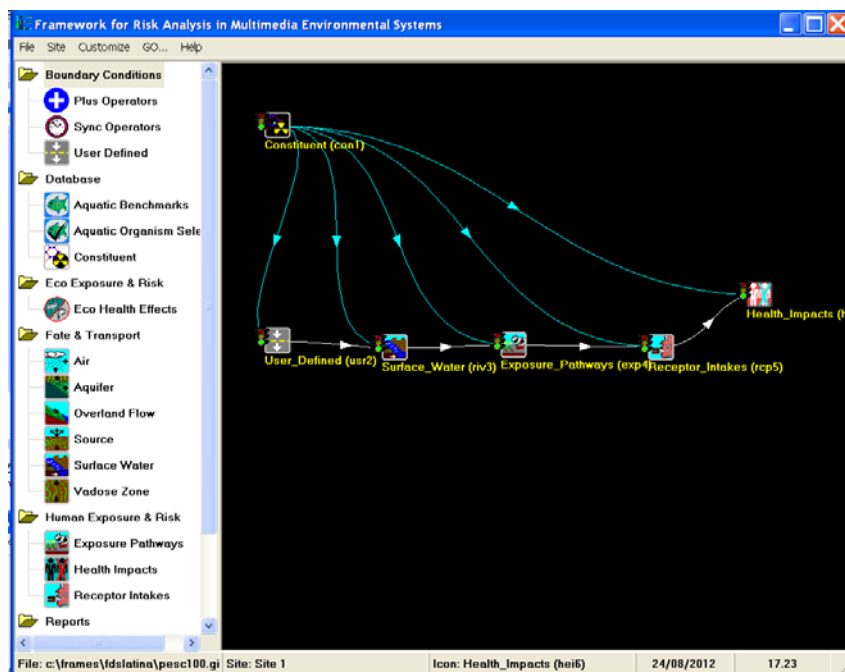 Framework for Risk Analysis in Multimedia Environmental Systems
File Site Customize GO... Help
Boundary Conditions
Plus Operators
Sync Operators
User Defined
Database
Aquatic Benchmarks
Aquatic Organism Sele
Constituent
Eco Exposure & Risk
Eco Health Effects
Fate & Transport
Air
Aquifer
Overland Flow
Source
Surface Water
Vadose Zone
Human Exposure & Risk
Exposure Pathways
Health Impacts
Receptor Intakes
Reports
Constituent (con1)
Health_Impacts (h
User_Defined (usr2)
Surface_Water (riv3)
Exposure_Pathways (exp4)
Receptor_Intakes (rcp5)
File: c:\frames\fdslatina\pesc100.gi Site: Site 1 Icon: Health_Impacts (hei6) 24/08/2012 17.23